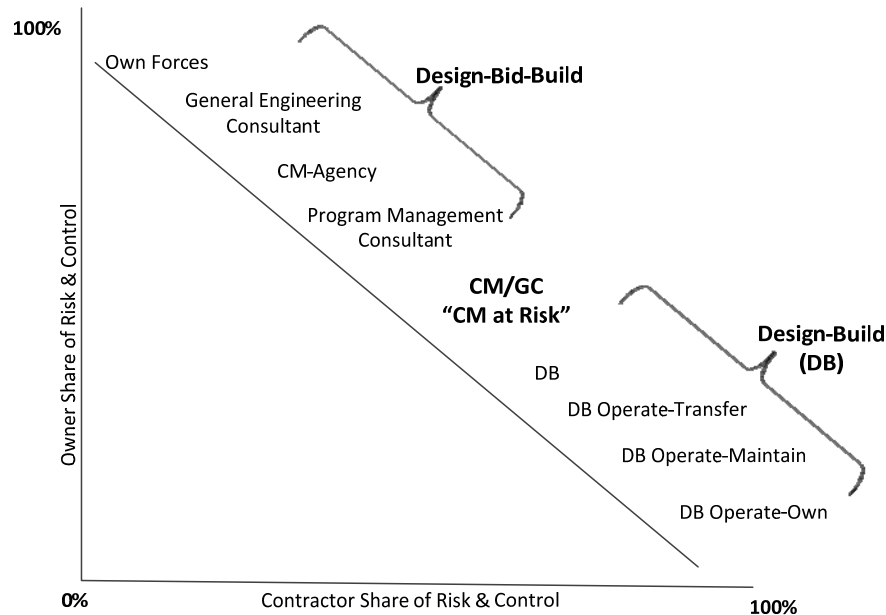 100%
Own Forces
Design-Bid-Build
General Engineering
Consultant
CM-Agency
Program Management
Consultant
CM/GC
“CM at Risk”
Design-Build
(DB)
DB
DB Operate-Transfer
DB Operate-Maintain
DB Operate-Own
Owner Share of Risk & Control
0%
Contractor Share of Risk & Control
100%